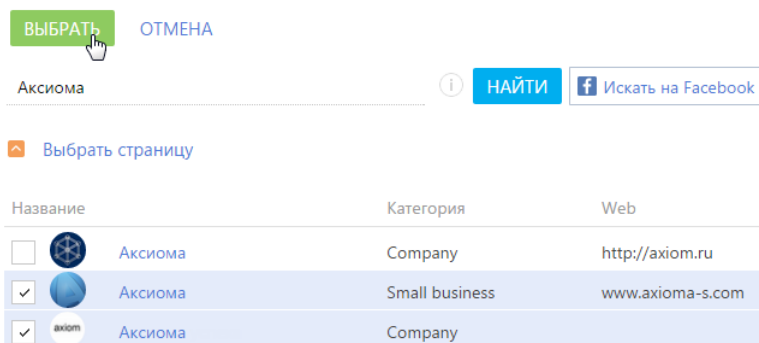 ВЫБРАТЬ ОТМЕНА
Аксиома i НАЙТИ f Искать на Facebook
Выбрать страницу
Название Категория Web
Аксиома Company http://axiom.ru
Аксиома Small business www.axioma-s.com
axiom Аксиома Company